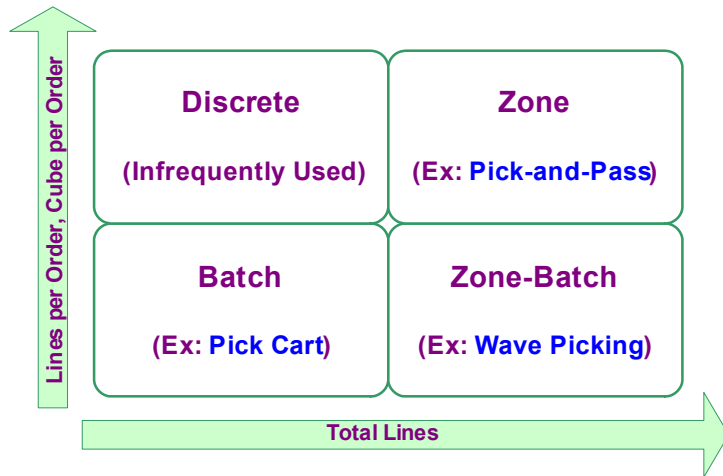 Lines per Order, Cube per Order
Discrete
(Infrequently Used)
Zone
(Ex: Pick-and-Pass)
Batch
(Ex: Pick Cart)
Zone-Batch
(Ex: Wave Picking)
Total Lines